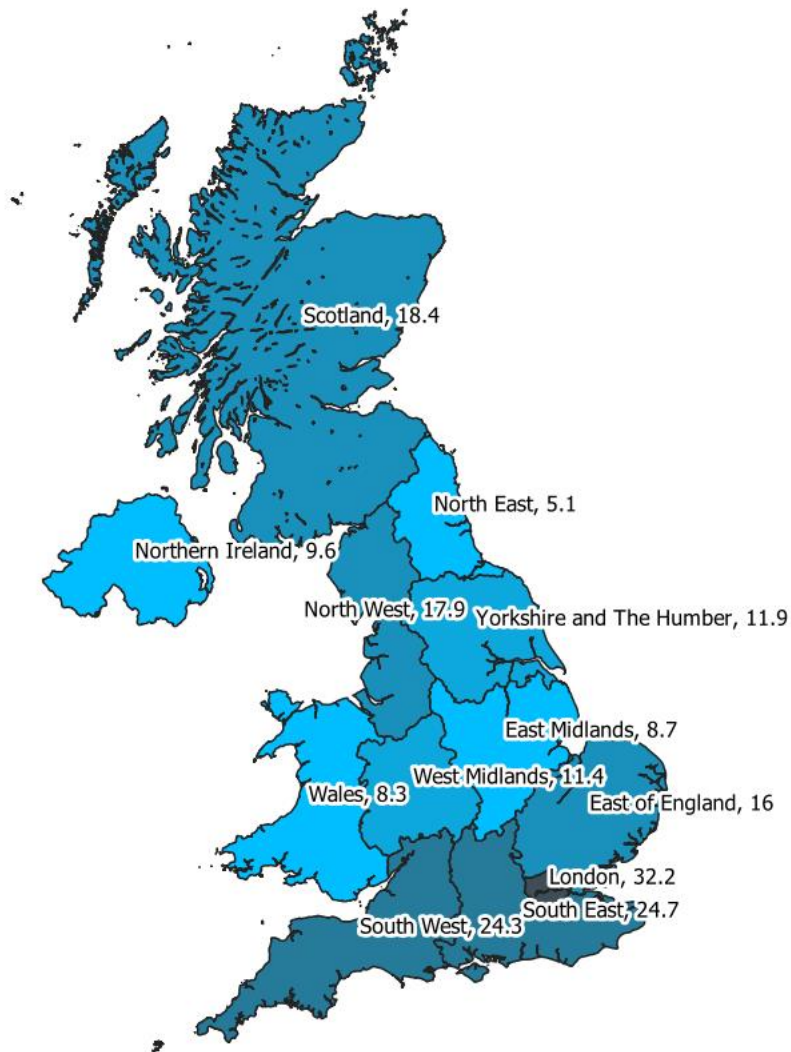 Scotland, 18.4
North East, 5.1
Northern Ireland, 9.6
North West, 17.9
Yorkshire and The Humber, 11.9
East Midlands, 8.7
West Midlands, 11.4
Wales, 8.3
East of England, 16
London, 32.2
South East, 24.7
South West, 24.3